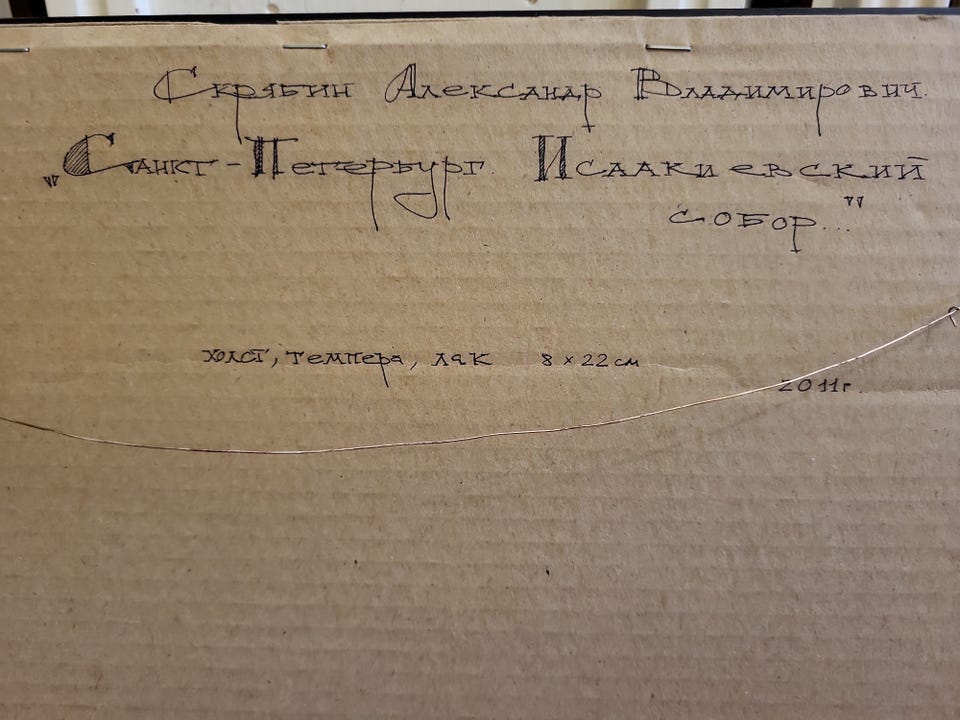 Скрябин Александр Владимирович.
„Санкт-Петербург. Исаакиевский
собор..."
холст, темпера, лак 8 × 22 см
2011г.